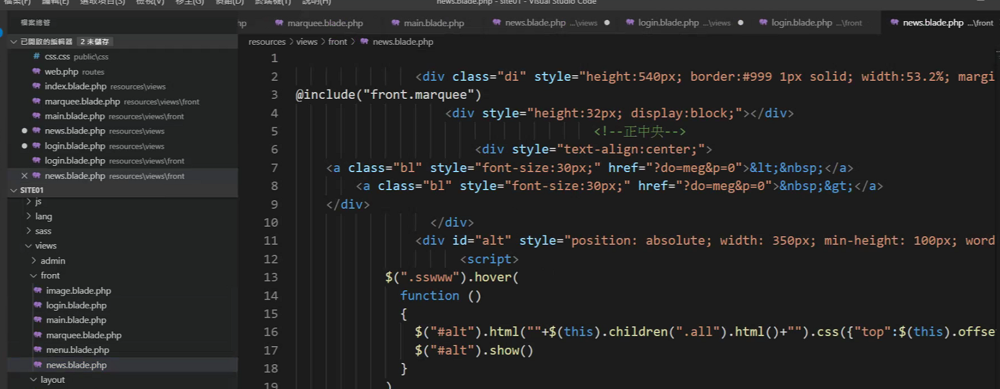 檔案(F) 編輯(E) 選取項目(S) 檢視(V) 移至(G) 偵錯(D) 終端機(T) 說明(H) news.blade.php - site01 - Visual Studio Code
檔案總管
hp marquee.blade.php main.blade.php news.blade.php ...\views login.blade.php ...\views login.blade.php ...\front news.blade.php ...\front
已開啟的編輯器 2 未儲存
# css.css public\css
web.php routes
index.blade.php resources\views
marquee.blade.php resources\views\front
main.blade.php resources\views\front
news.blade.php resources\views
login.blade.php resources\views
login.blade.php resources\views\front
news.blade.php resources\views\front
SITE01
js
lang
sass
views
admin
front
image.blade.php
login.blade.php
main.blade.php
marquee.blade.php
menu.blade.php
news.blade.php
layout
resources > views > front > news.blade.php
1
2 <div class="di" style="height:540px; border:#999 1px solid; width:53.2%; margi
3 @include("front.marquee")
4 <div style="height:32px; display:block;"></div>
5 <!--正中央-->
6 <div style="text-align:center;">
7 <a class="bl" style="font-size:30px;" href="?do=meg&p=0">&lt;&nbsp;</a>
8 <a class="bl" style="font-size:30px;" href="?do=meg&p=0">&nbsp;&gt;</a>
9 </div>
10 </div>
11 <div id="alt" style="position: absolute; width: 350px; min-height: 100px; word
12 <script>
13 $(".sswww").hover(
14 function ()
15 {
16 $("#alt").html(""+$(this).children(".all").html()+"").css({"top":$(this).offse
17 $("#alt").show()
18 }
19 )